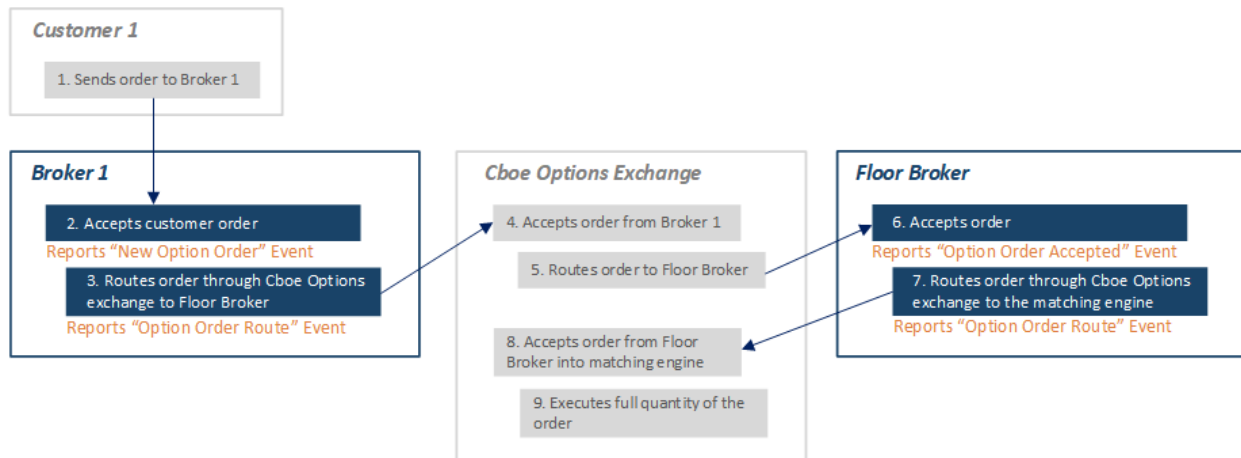 Customer 1
1. Sends order to Broker 1
Broker 1
2. Accepts customer order
Reports “New Option Order” Event
3. Routes order through Cboe Options
exchange to Floor Broker
Reports “Option Order Route” Event
Cboe Options Exchange
4. Accepts order from Broker 1
5. Routes order to Floor Broker
8. Accepts order from Floor
Broker into matching engine
9. Executes full quantity of the
order
Floor Broker
6. Accepts order
Reports “Option Order Accepted” Event
7. Routes order through Cboe Options
exchange to the matching engine
Reports “Option Order Route” Event